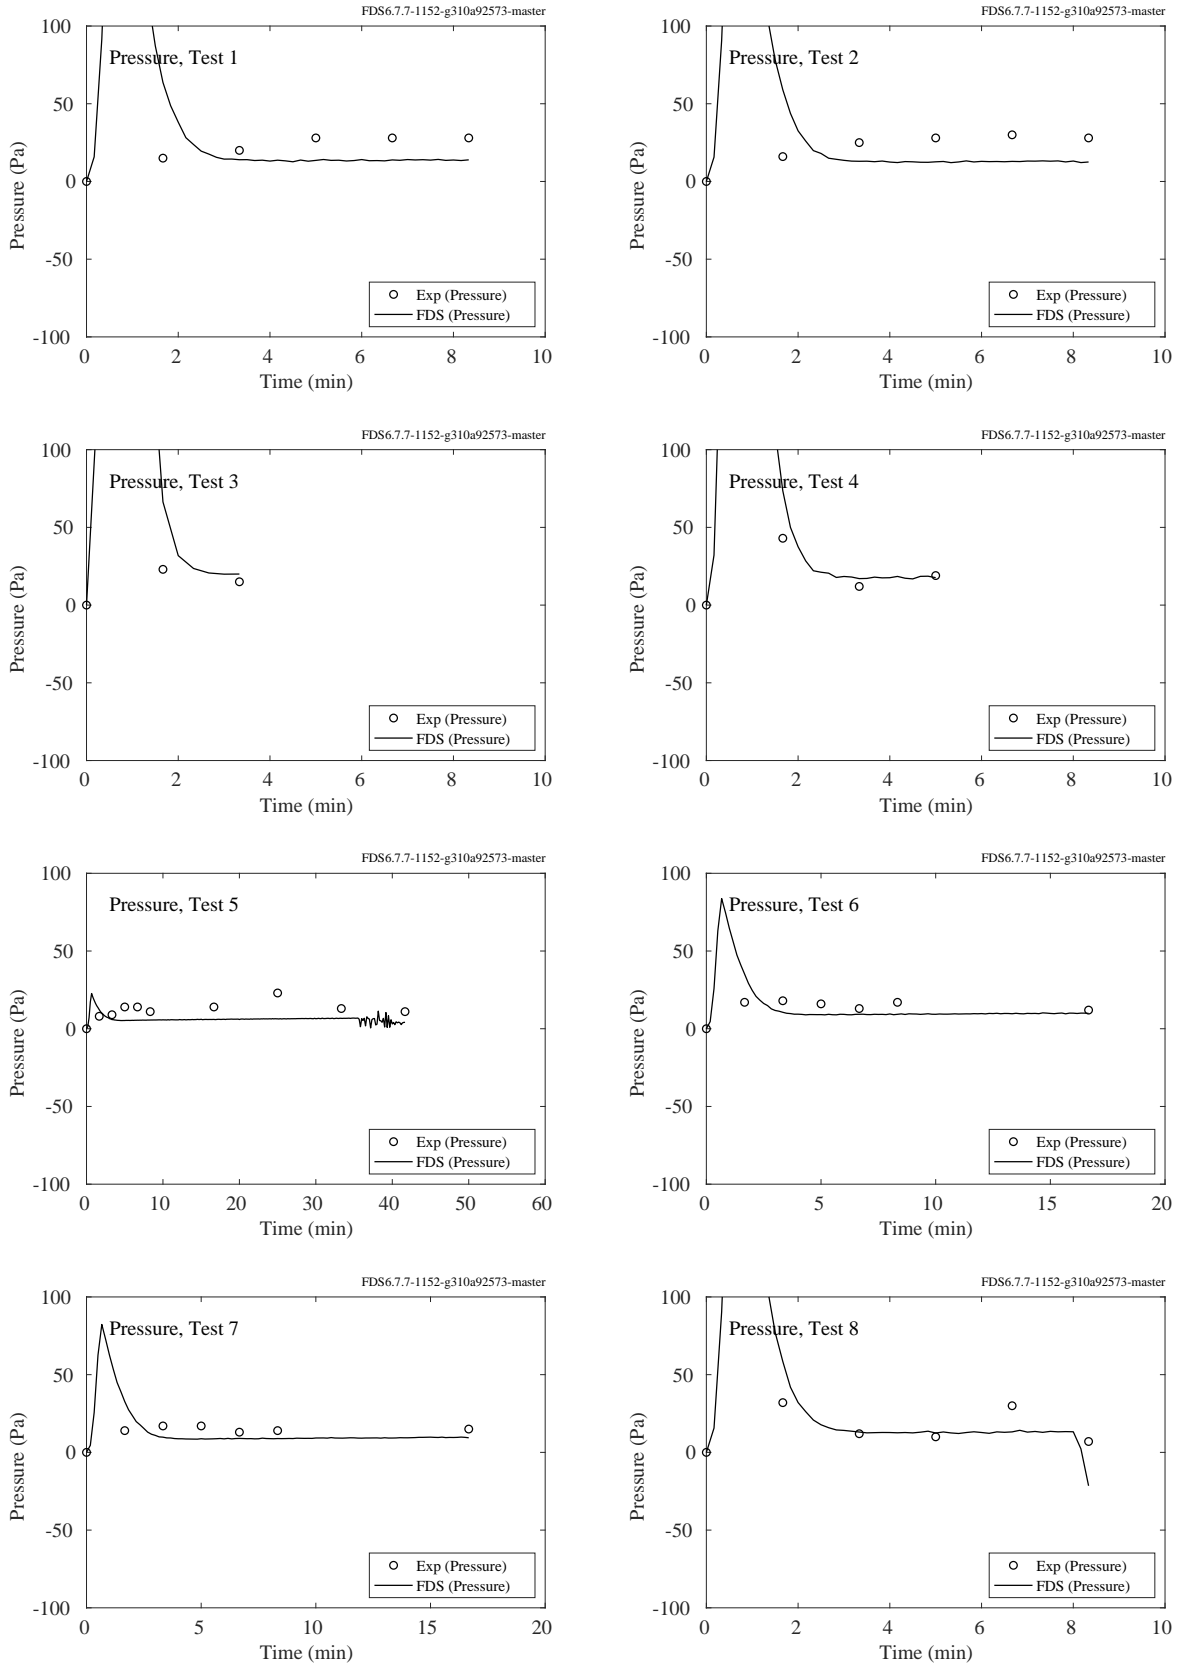 FDS6.7.7-1152-g310a92573-master
Pressure, Test 1
100
50
0
-50
-100
Pressure (Pa)
0 2 4 6 8 10
Time (min)
Exp (Pressure)
FDS (Pressure)
FDS6.7.7-1152-g310a92573-master
Pressure, Test 2
100
50
0
-50
-100
Pressure (Pa)
0 2 4 6 8 10
Time (min)
Exp (Pressure)
FDS (Pressure)
FDS6.7.7-1152-g310a92573-master
Pressure, Test 3
100
50
0
-50
-100
Pressure (Pa)
0 2 4 6 8 10
Time (min)
Exp (Pressure)
FDS (Pressure)
FDS6.7.7-1152-g310a92573-master
Pressure, Test 4
100
50
0
-50
-100
Pressure (Pa)
0 2 4 6 8 10
Time (min)
Exp (Pressure)
FDS (Pressure)
FDS6.7.7-1152-g310a92573-master
Pressure, Test 5
100
50
0
-50
-100
Pressure (Pa)
0 10 20 30 40 50 60
Time (min)
Exp (Pressure)
FDS (Pressure)
FDS6.7.7-1152-g310a92573-master
Pressure, Test 6
100
50
0
-50
-100
Pressure (Pa)
0 5 10 15 20
Time (min)
Exp (Pressure)
FDS (Pressure)
FDS6.7.7-1152-g310a92573-master
Pressure, Test 7
100
50
0
-50
-100
Pressure (Pa)
0 5 10 15 20
Time (min)
Exp (Pressure)
FDS (Pressure)
FDS6.7.7-1152-g310a92573-master
Pressure, Test 8
100
50
0
-50
-100
Pressure (Pa)
0 2 4 6 8 10
Time (min)
Exp (Pressure)
FDS (Pressure)